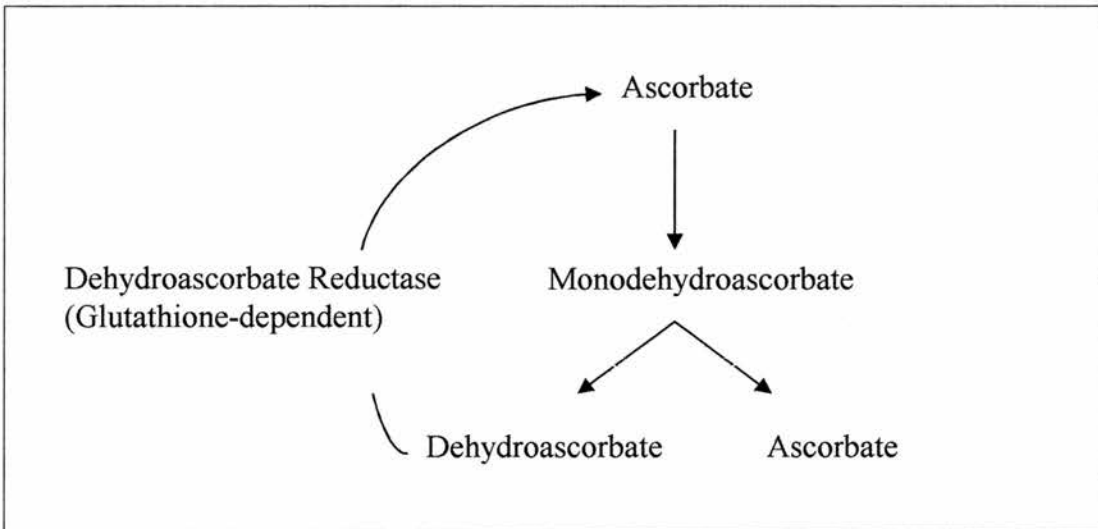 Ascorbate
Dehydroascorbate Reductase
(Glutathione-dependent)
Monodehydroascorbate
Dehydroascorbate
Ascorbate